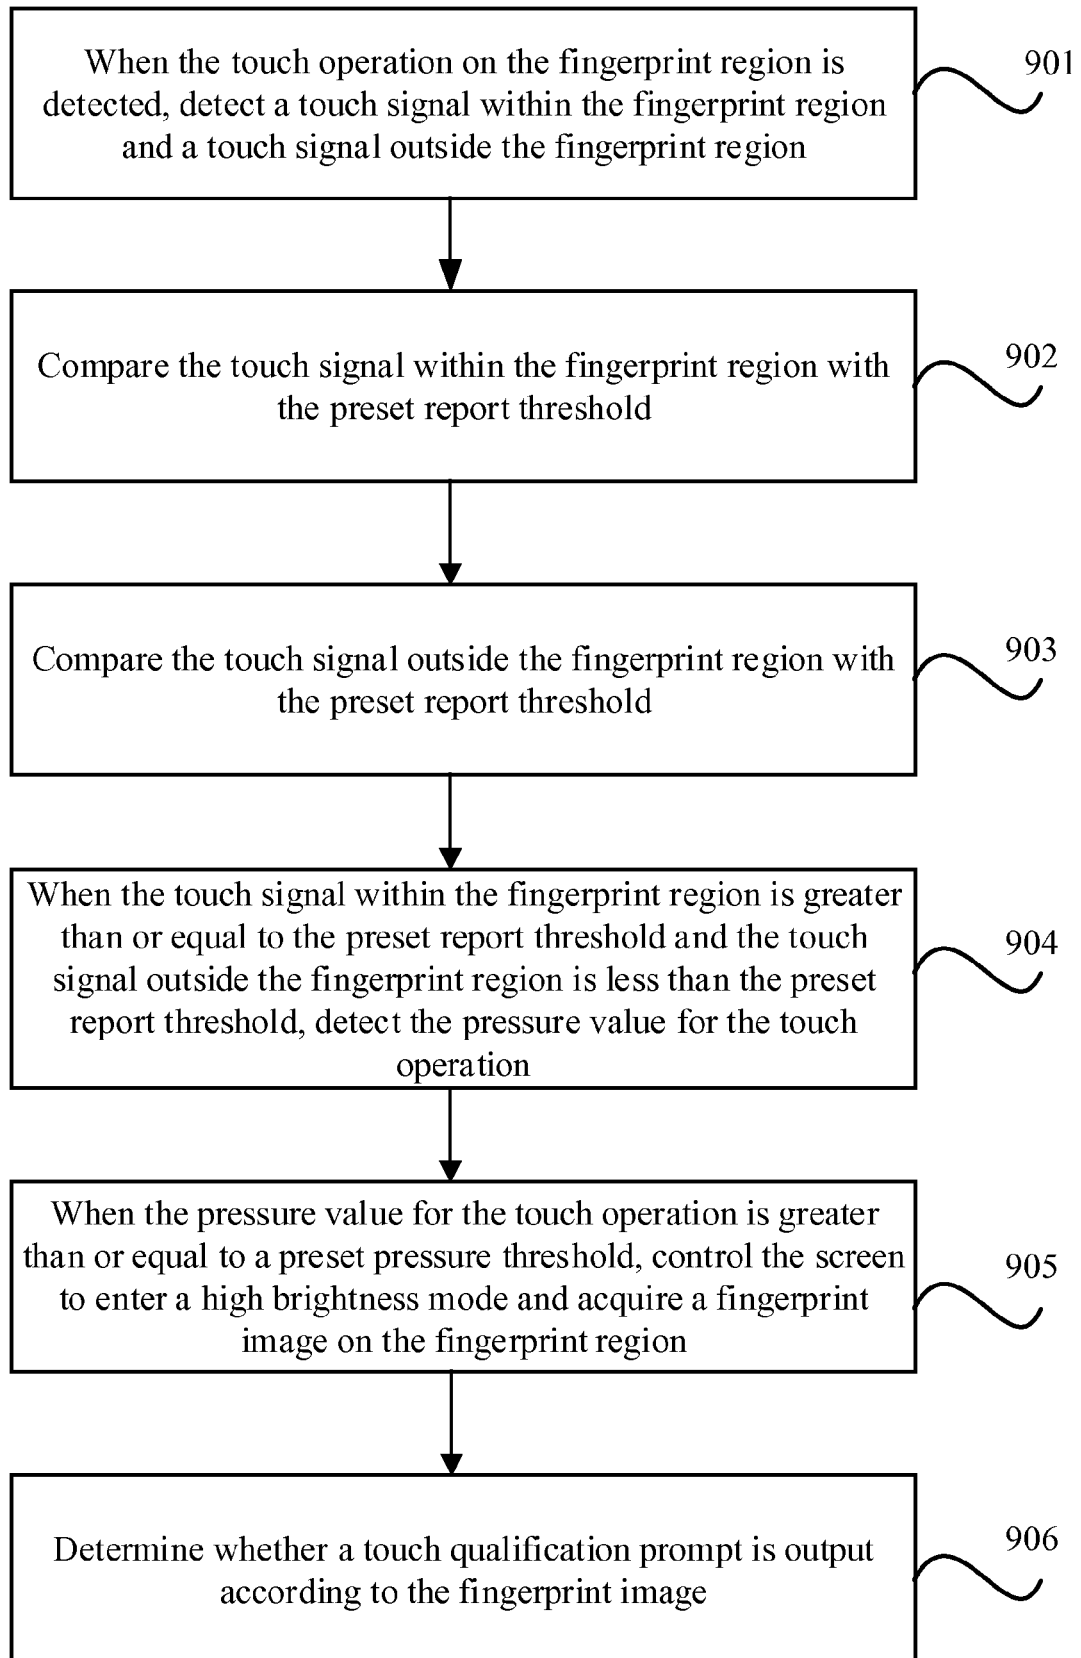 When the touch operation on the fingerprint region is
detected, detect a touch signal within the fingerprint region
and a touch signal outside the fingerprint region
901
Compare the touch signal within the fingerprint region with
the preset report threshold
902
Compare the touch signal outside the fingerprint region with
the preset report threshold
903
When the touch signal within the fingerprint region is greater
than or equal to the preset report threshold and the touch
signal outside the fingerprint region is less than the preset
report threshold, detect the pressure value for the touch
operation
904
When the pressure value for the touch operation is greater
than or equal to a preset pressure threshold, control the screen
to enter a high brightness mode and acquire a fingerprint
image on the fingerprint region
905
Determine whether a touch qualification prompt is output
according to the fingerprint image
906